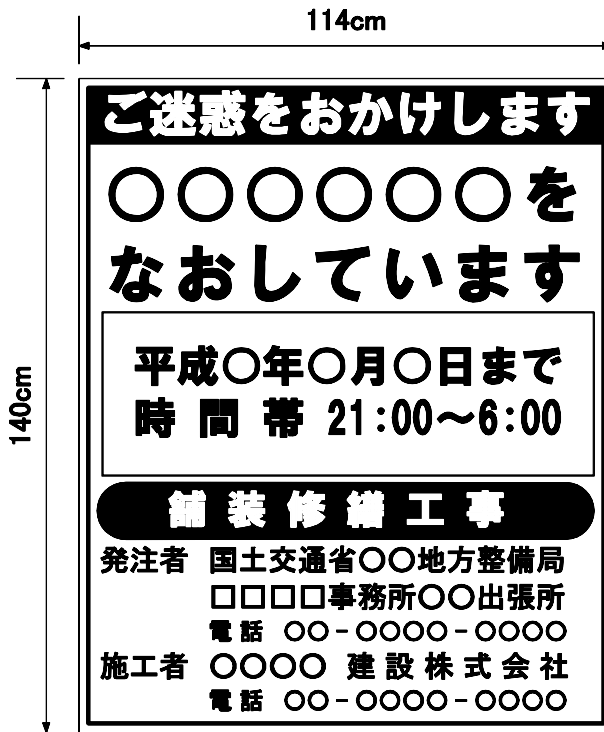 114cm
140cm
ご迷惑をおかけします
○○○○○○を
なおしています
平成○年○月○日まで
時間帯 21:00~6:00
舗装修繕工事
発注者 国土交通省○○地方整備局
□□□□事務所○○出張所
電話 ○○-○○○○-○○○○
施工者 ○○○○ 建設株式会社
電話 ○○-○○○○-○○○○